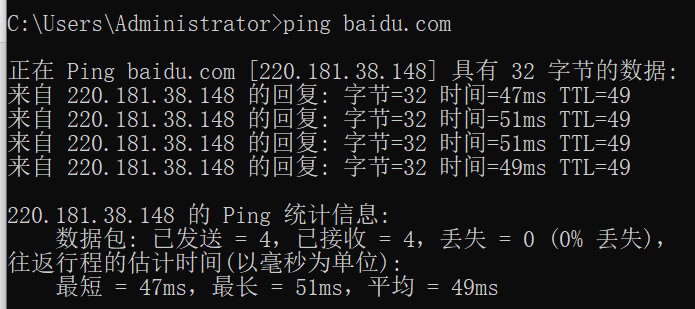 C:\Users\Administrator>ping baidu.com
正在 Ping baidu.com [220.181.38.148] 具有 32 字节的数据:
来自 220.181.38.148 的回复: 字节=32 时间=47ms TTL=49
来自 220.181.38.148 的回复: 字节=32 时间=51ms TTL=49
来自 220.181.38.148 的回复: 字节=32 时间=51ms TTL=49
来自 220.181.38.148 的回复: 字节=32 时间=49ms TTL=49
220.181.38.148 的 Ping 统计信息:
数据包: 已发送 = 4，已接收 = 4，丢失 = 0 (0% 丢失)，
往返行程的估计时间(以毫秒为单位):
最短 = 47ms，最长 = 51ms，平均 = 49ms